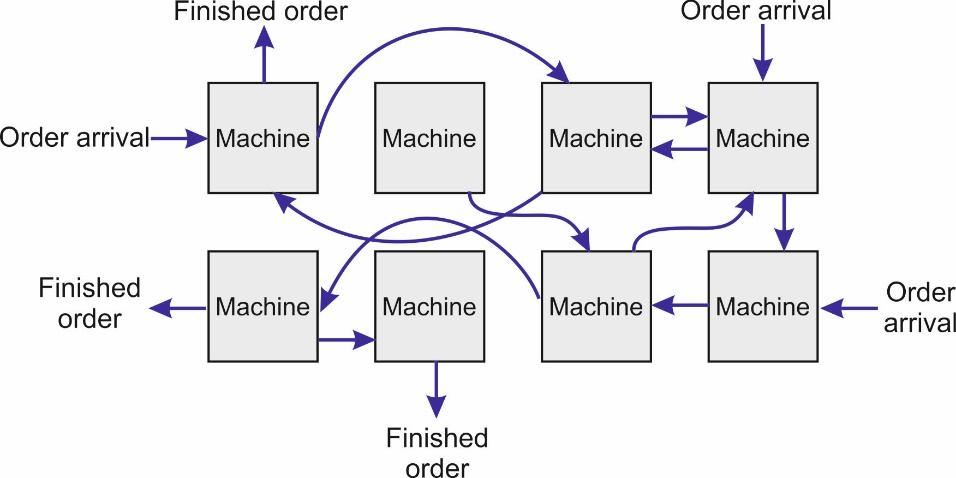 Finished order
Order arrival
Order arrival
Machine
Machine
Machine
Machine
Finished
order
Machine
Machine
Machine
Machine
Order
arrival
Finished
order